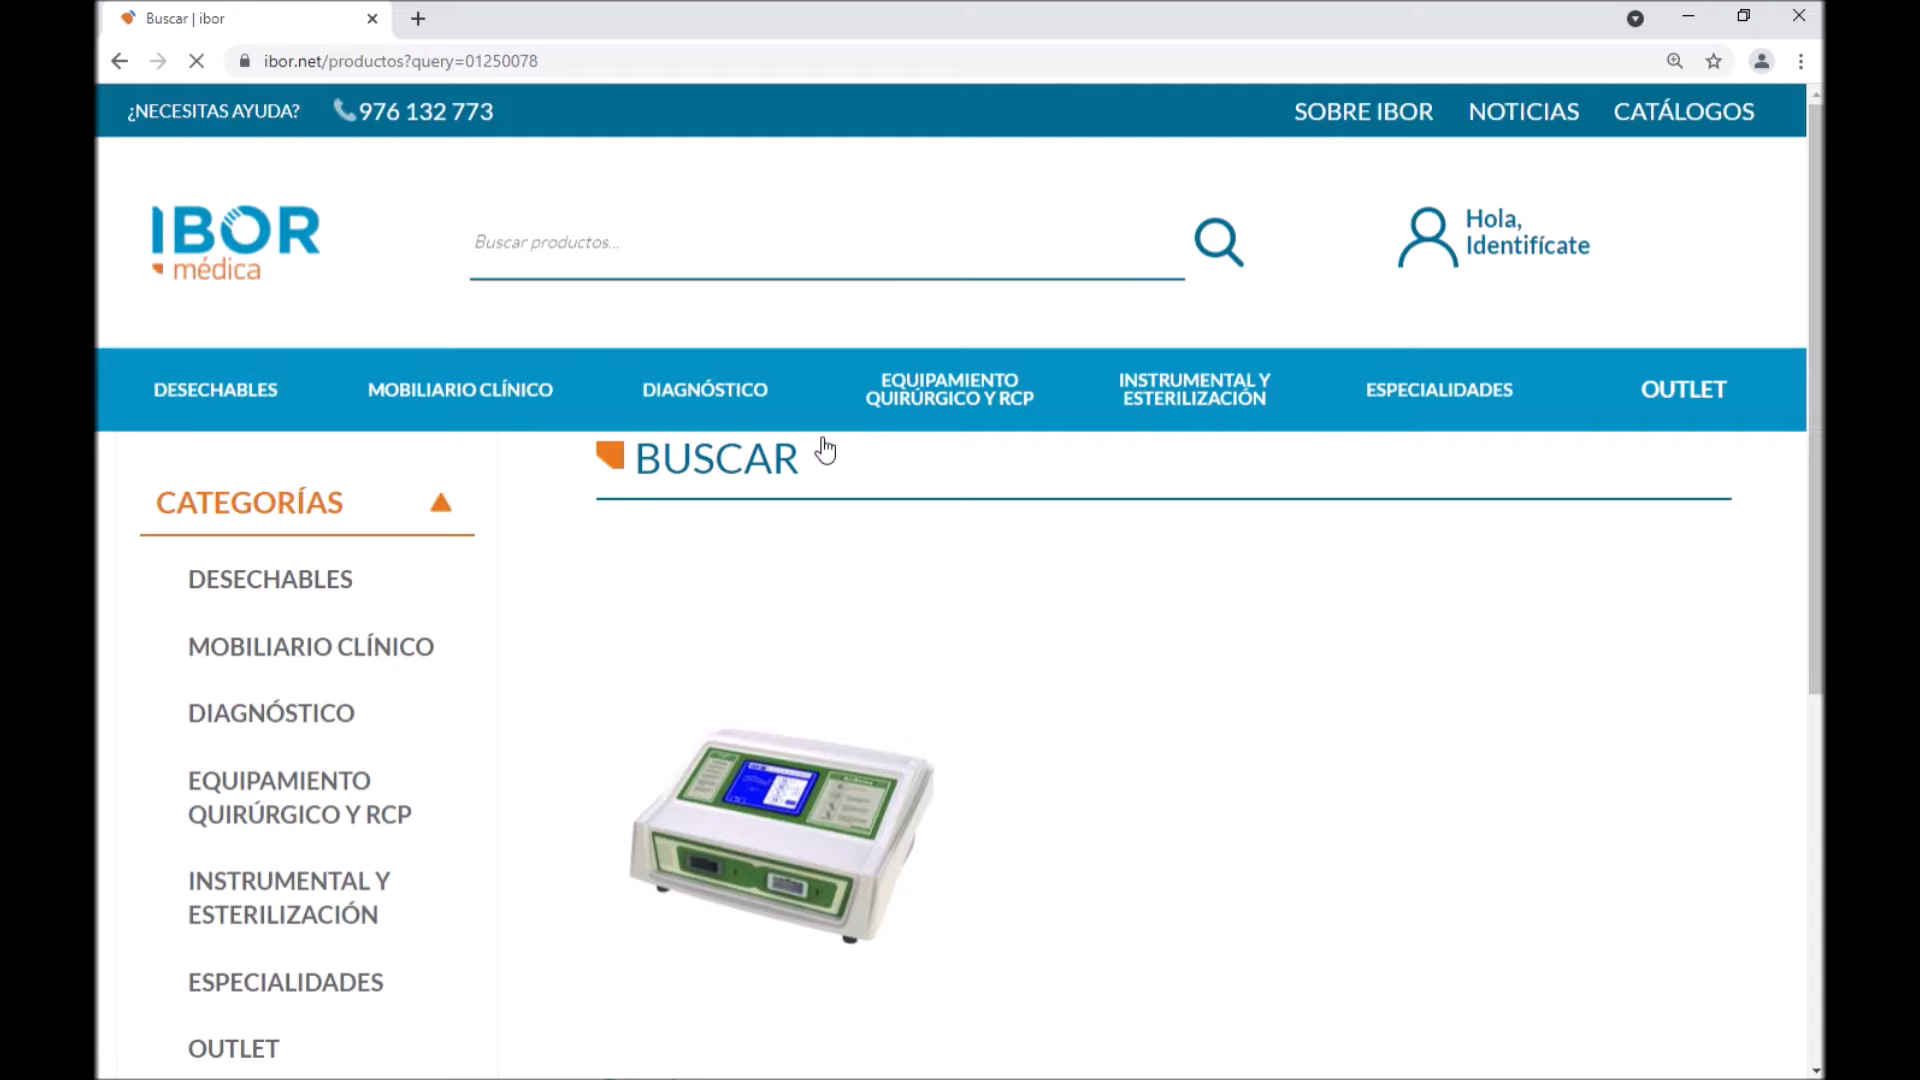 Buscar | ibor
ibor.net/productos?query=01250078
¿NECESITAS AYUDA?
976 132 773
SOBRE IBOR
NOTICIAS
CATÁLOGOS
IBOR
médica
Buscar productos...
Hola,
Identifícate
DESECHABLES
MOBILIARIO CLÍNICO
DIAGNÓSTICO
EQUIPAMIENTO
QUIRÚRGICO Y RCP
INSTRUMENTAL Y
ESTERILIZACIÓN
ESPECIALIDADES
OUTLET
BUSCAR
CATEGORÍAS
DESECHABLES
MOBILIARIO CLÍNICO
DIAGNÓSTICO
EQUIPAMIENTO
QUIRÚRGICO Y RCP
INSTRUMENTAL Y
ESTERILIZACIÓN
ESPECIALIDADES
OUTLET